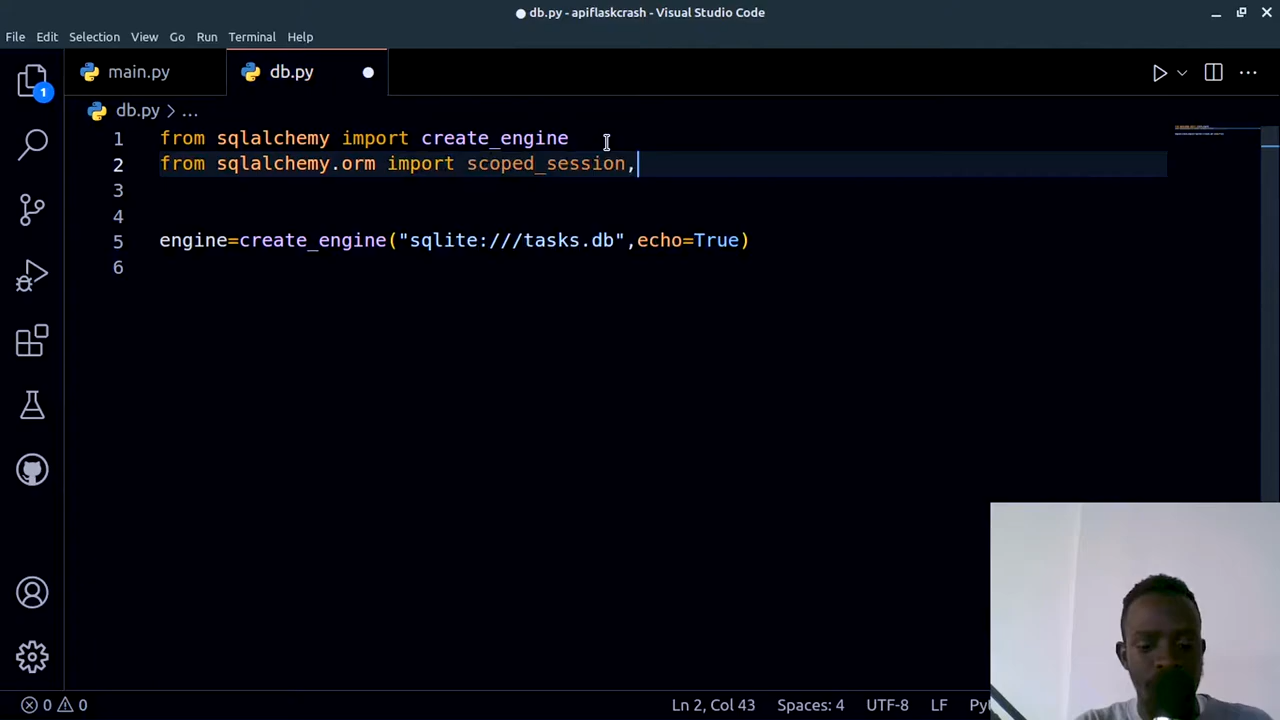 db.py - apiflaskcrash - Visual Studio Code
File Edit Selection View Go Run Terminal Help
main.py db.py
db.py > ...
1 from sqlalchemy import create_engine
2 from sqlalchemy.orm import scoped_session,
3
4
5 engine=create_engine("sqlite:///tasks.db",echo=True)
6
1
0 0 Ln 2, Col 43 Spaces: 4 UTF-8 LF Py